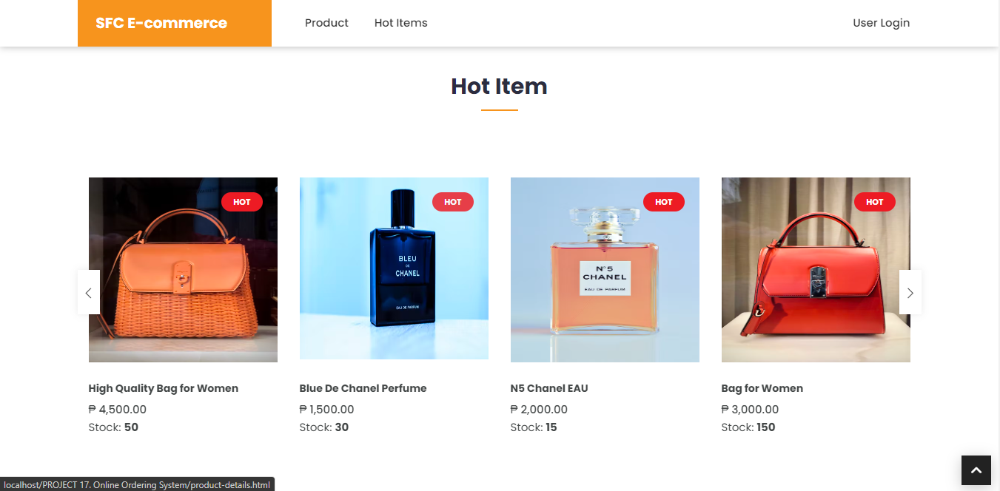 SFC E-commerce
Product
Hot Items
User Login
Hot Item
HOT
HOT
HOT
HOT
BLEU
DE
CHANEL
EAU DE PARFUM
N°5
CHANEL
EAU DE PARFUM
High Quality Bag for Women
₱ 4,500.00
Stock: 50
Blue De Chanel Perfume
₱ 1,500.00
Stock: 30
N5 Chanel EAU
₱ 2,000.00
Stock: 15
Bag for Women
₱ 3,000.00
Stock: 150
localhost/PROJECT 17. Online Ordering System/product-details.html